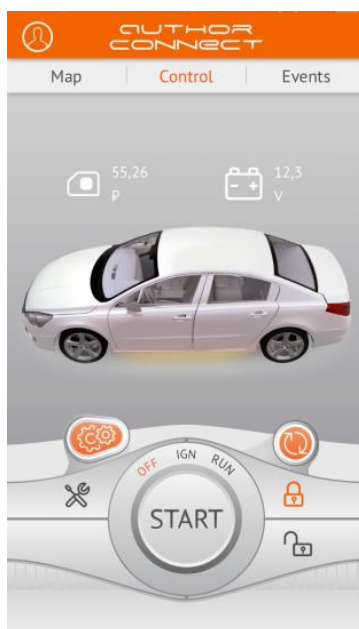 AUTHOR
CONNECT
Map Control Events
55,26 12,3
₽ V
OFF IGN RUN
START